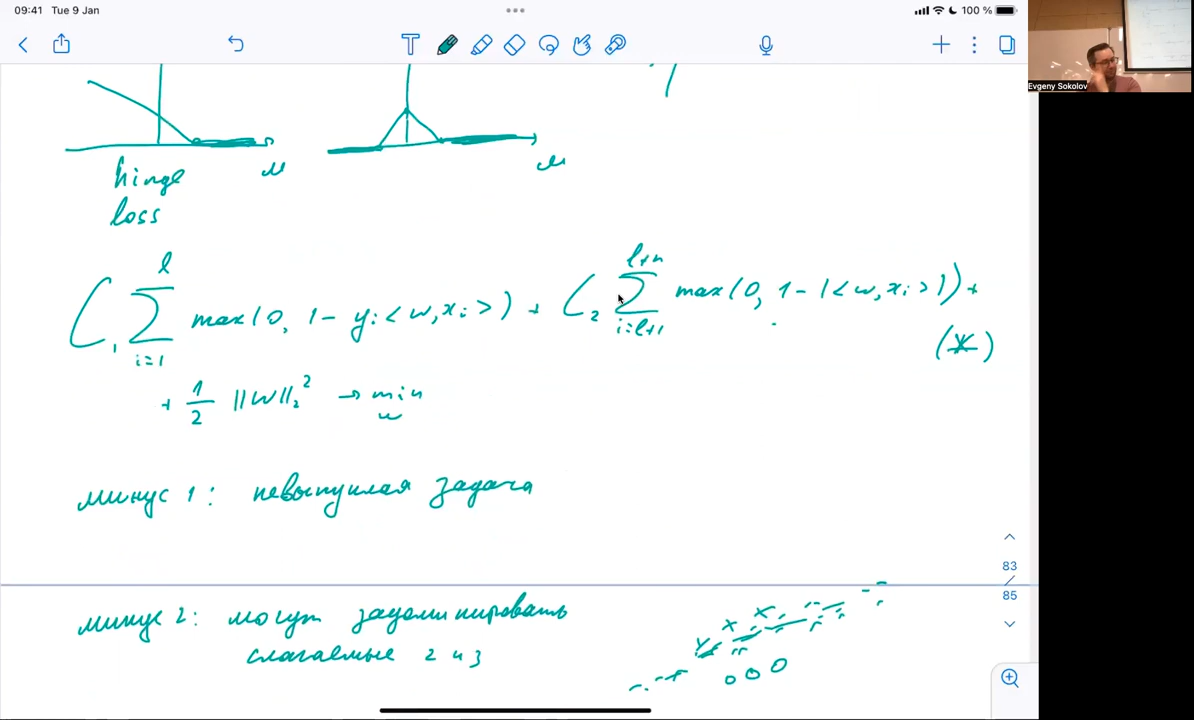 09:41 Tue 9 Jan
100 %
Evgeny Sokolov
M
M
hinge
loss
C₁ ∑_{i=1}^{l} max(0, 1 - yᵢ<w, xᵢ>) + C₂ ∑_{i=l+1}^{l+n} max(0, 1 - |<w, xᵢ>|) +
(*)
+ 1/2 ||w||₂² → min_w
минус 1: невыпуклая задача
83
85
минус 2: могут задоминировать
слагаемые 2 и 3